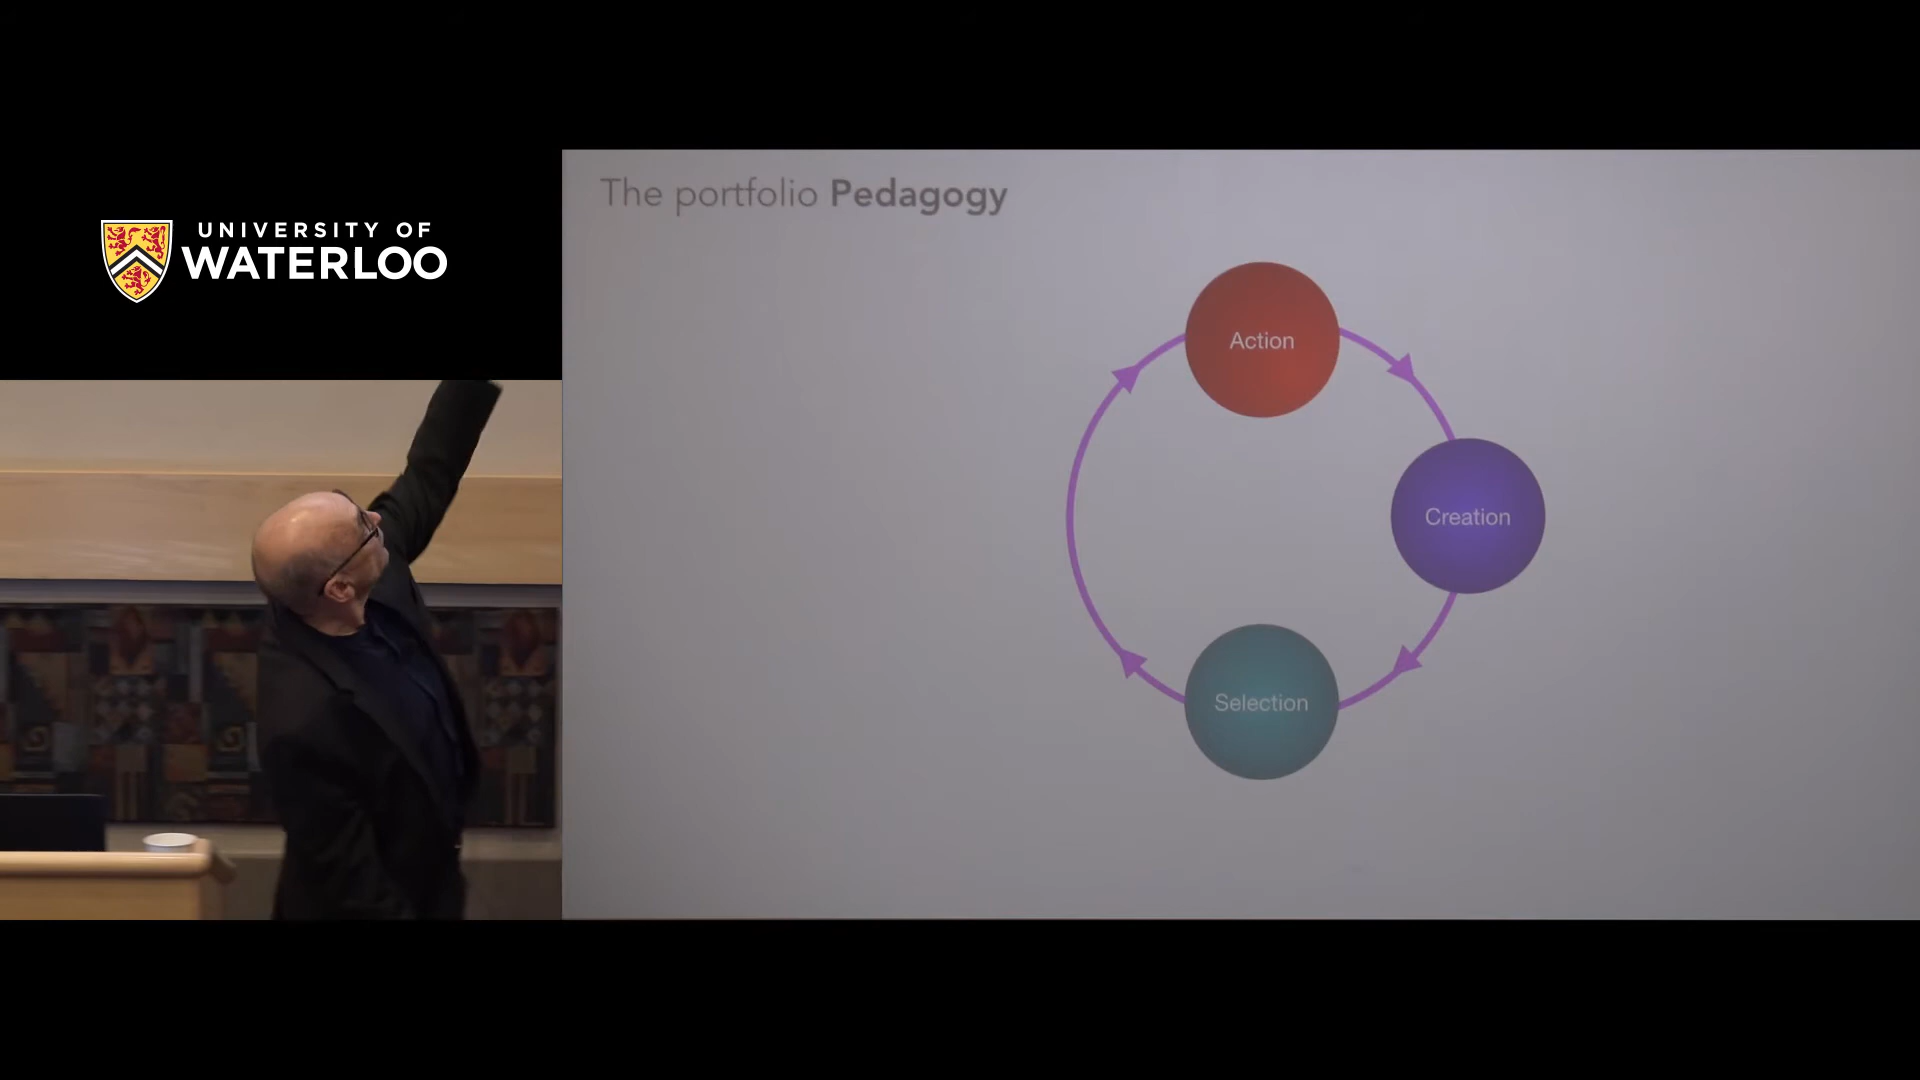 UNIVERSITY OF
WATERLOO
The portfolio Pedagogy
Action
Creation
Selection